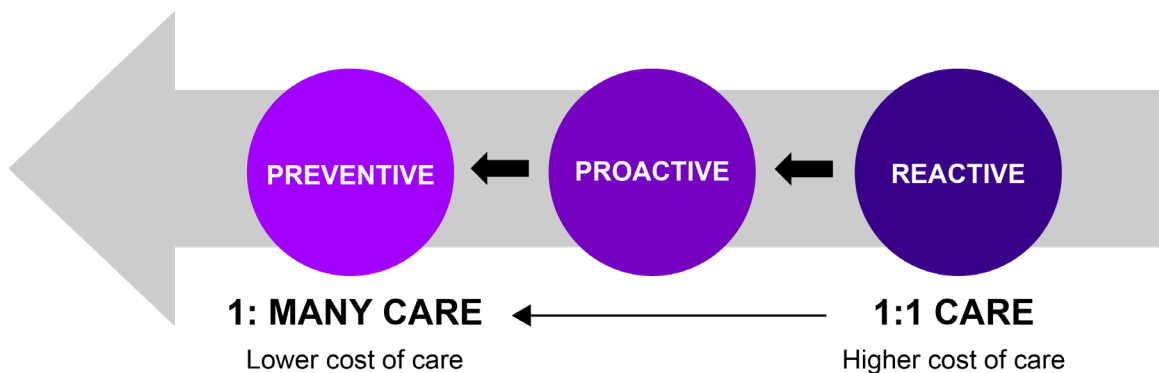 PREVENTIVE
PROACTIVE
REACTIVE
1: MANY CARE
1:1 CARE
Lower cost of care
Higher cost of care